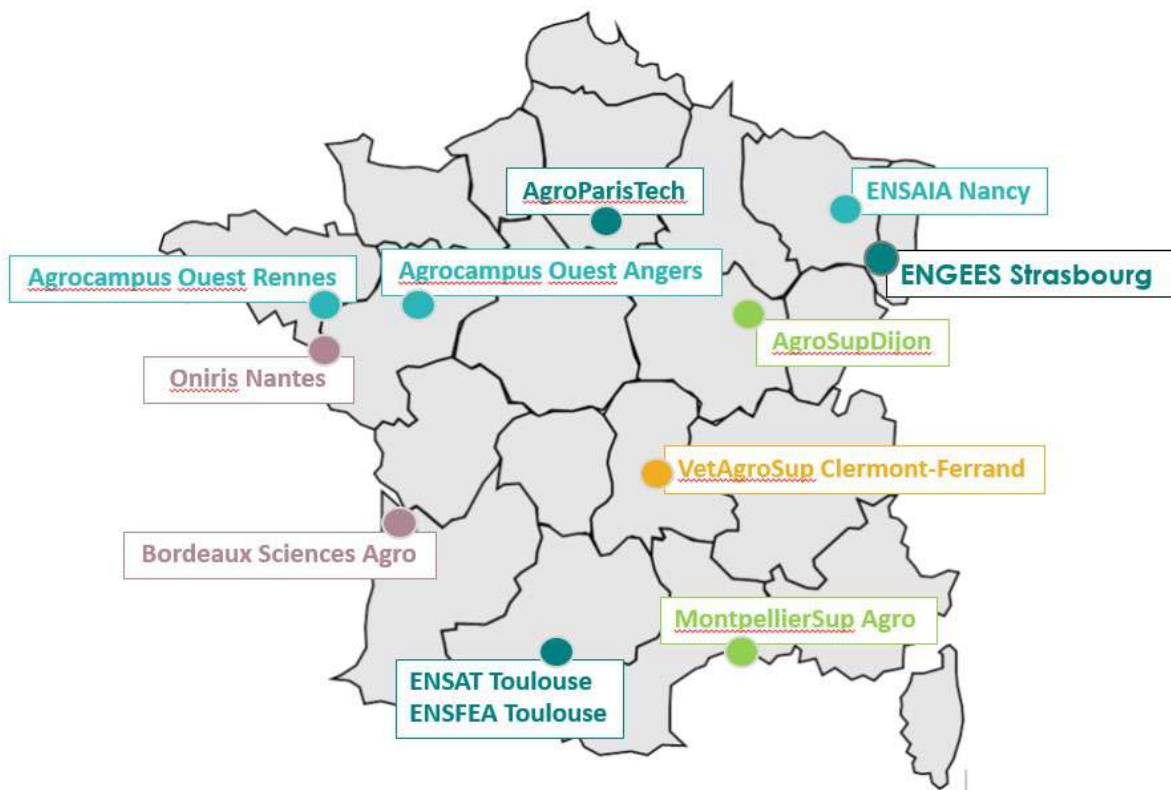 AgroParisTech
ENSAIA Nancy
Agrocampus Ouest Rennes
Agrocampus Ouest Angers
ENGEES Strasbourg
AgroSupDijon
Oniris Nantes
VetAgroSup Clermont-Ferrand
Bordeaux Sciences Agro
MontpellierSup Agro
ENSAT Toulouse
ENSFEA Toulouse